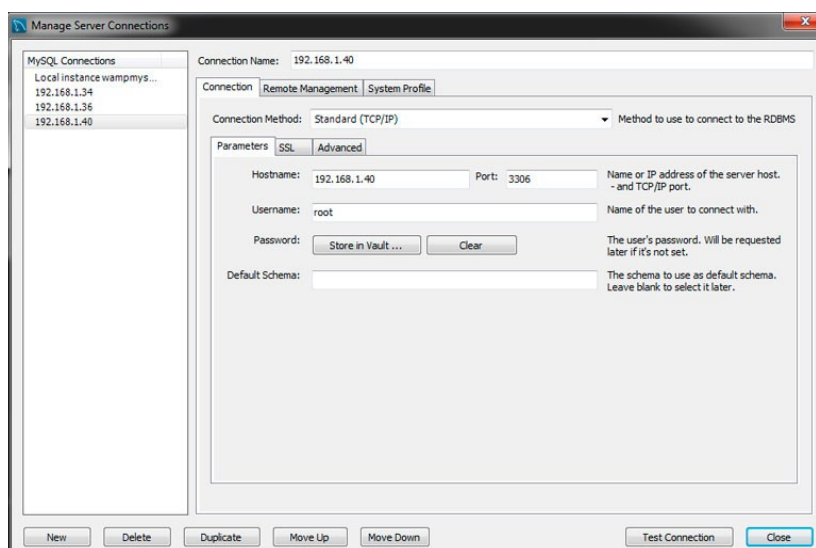 Manage Server Connections
MySQL Connections
Local instance wampmys...
192.168.1.34
192.168.1.36
192.168.1.40
Connection Name: 192.168.1.40
Connection Remote Management System Profile
Connection Method: Standard (TCP/IP) Method to use to connect to the RDBMS
Parameters SSL Advanced
Hostname: 192.168.1.40 Port: 3306 Name or IP address of the server host.
- and TCP/IP port.
Username: root Name of the user to connect with.
Password: Store in Vault ... Clear The user's password. Will be requested
later if it's not set.
Default Schema: The schema to use as default schema.
Leave blank to select it later.
New Delete Duplicate Move Up Move Down Test Connection Close